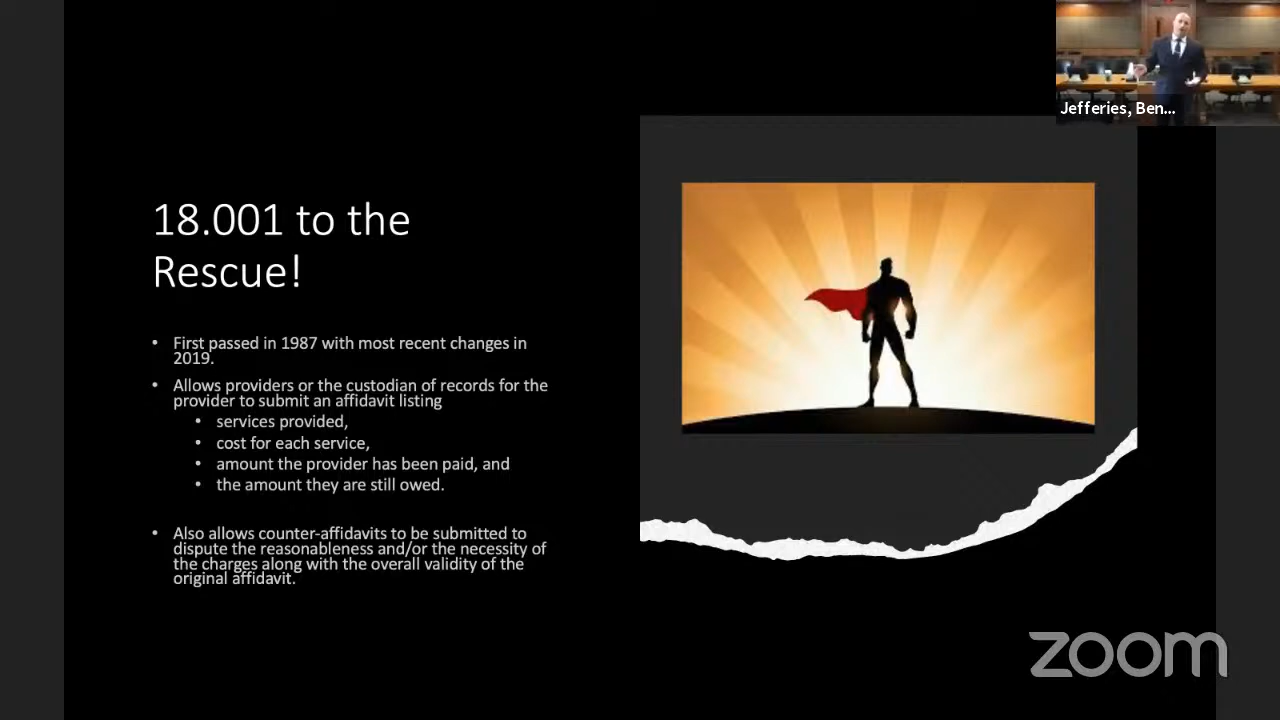 Jefferies, Ben...
18.001 to the
Rescue!
• First passed in 1987 with most recent changes in
2019.
• Allows providers or the custodian of records for the
provider to submit an affidavit listing
• services provided,
• cost for each service,
• amount the provider has been paid, and
• the amount they are still owed.
• Also allows counter-affidavits to be submitted to
dispute the reasonableness and/or the necessity of
the charges along with the overall validity of the
original affidavit.
zoom